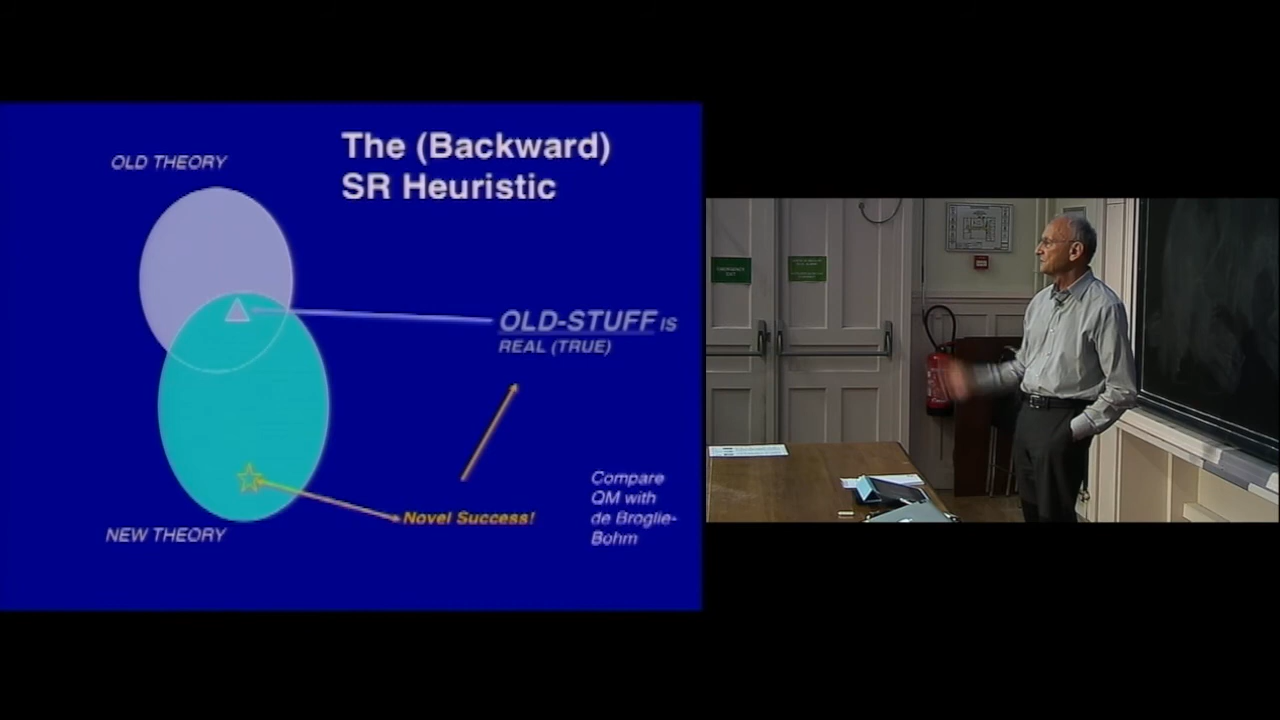 The (Backward)
SR Heuristic
OLD THEORY
OLD-STUFF IS
REAL (TRUE)
Novel Success!
Compare
QM with
de Broglie-
Bohm
NEW THEORY